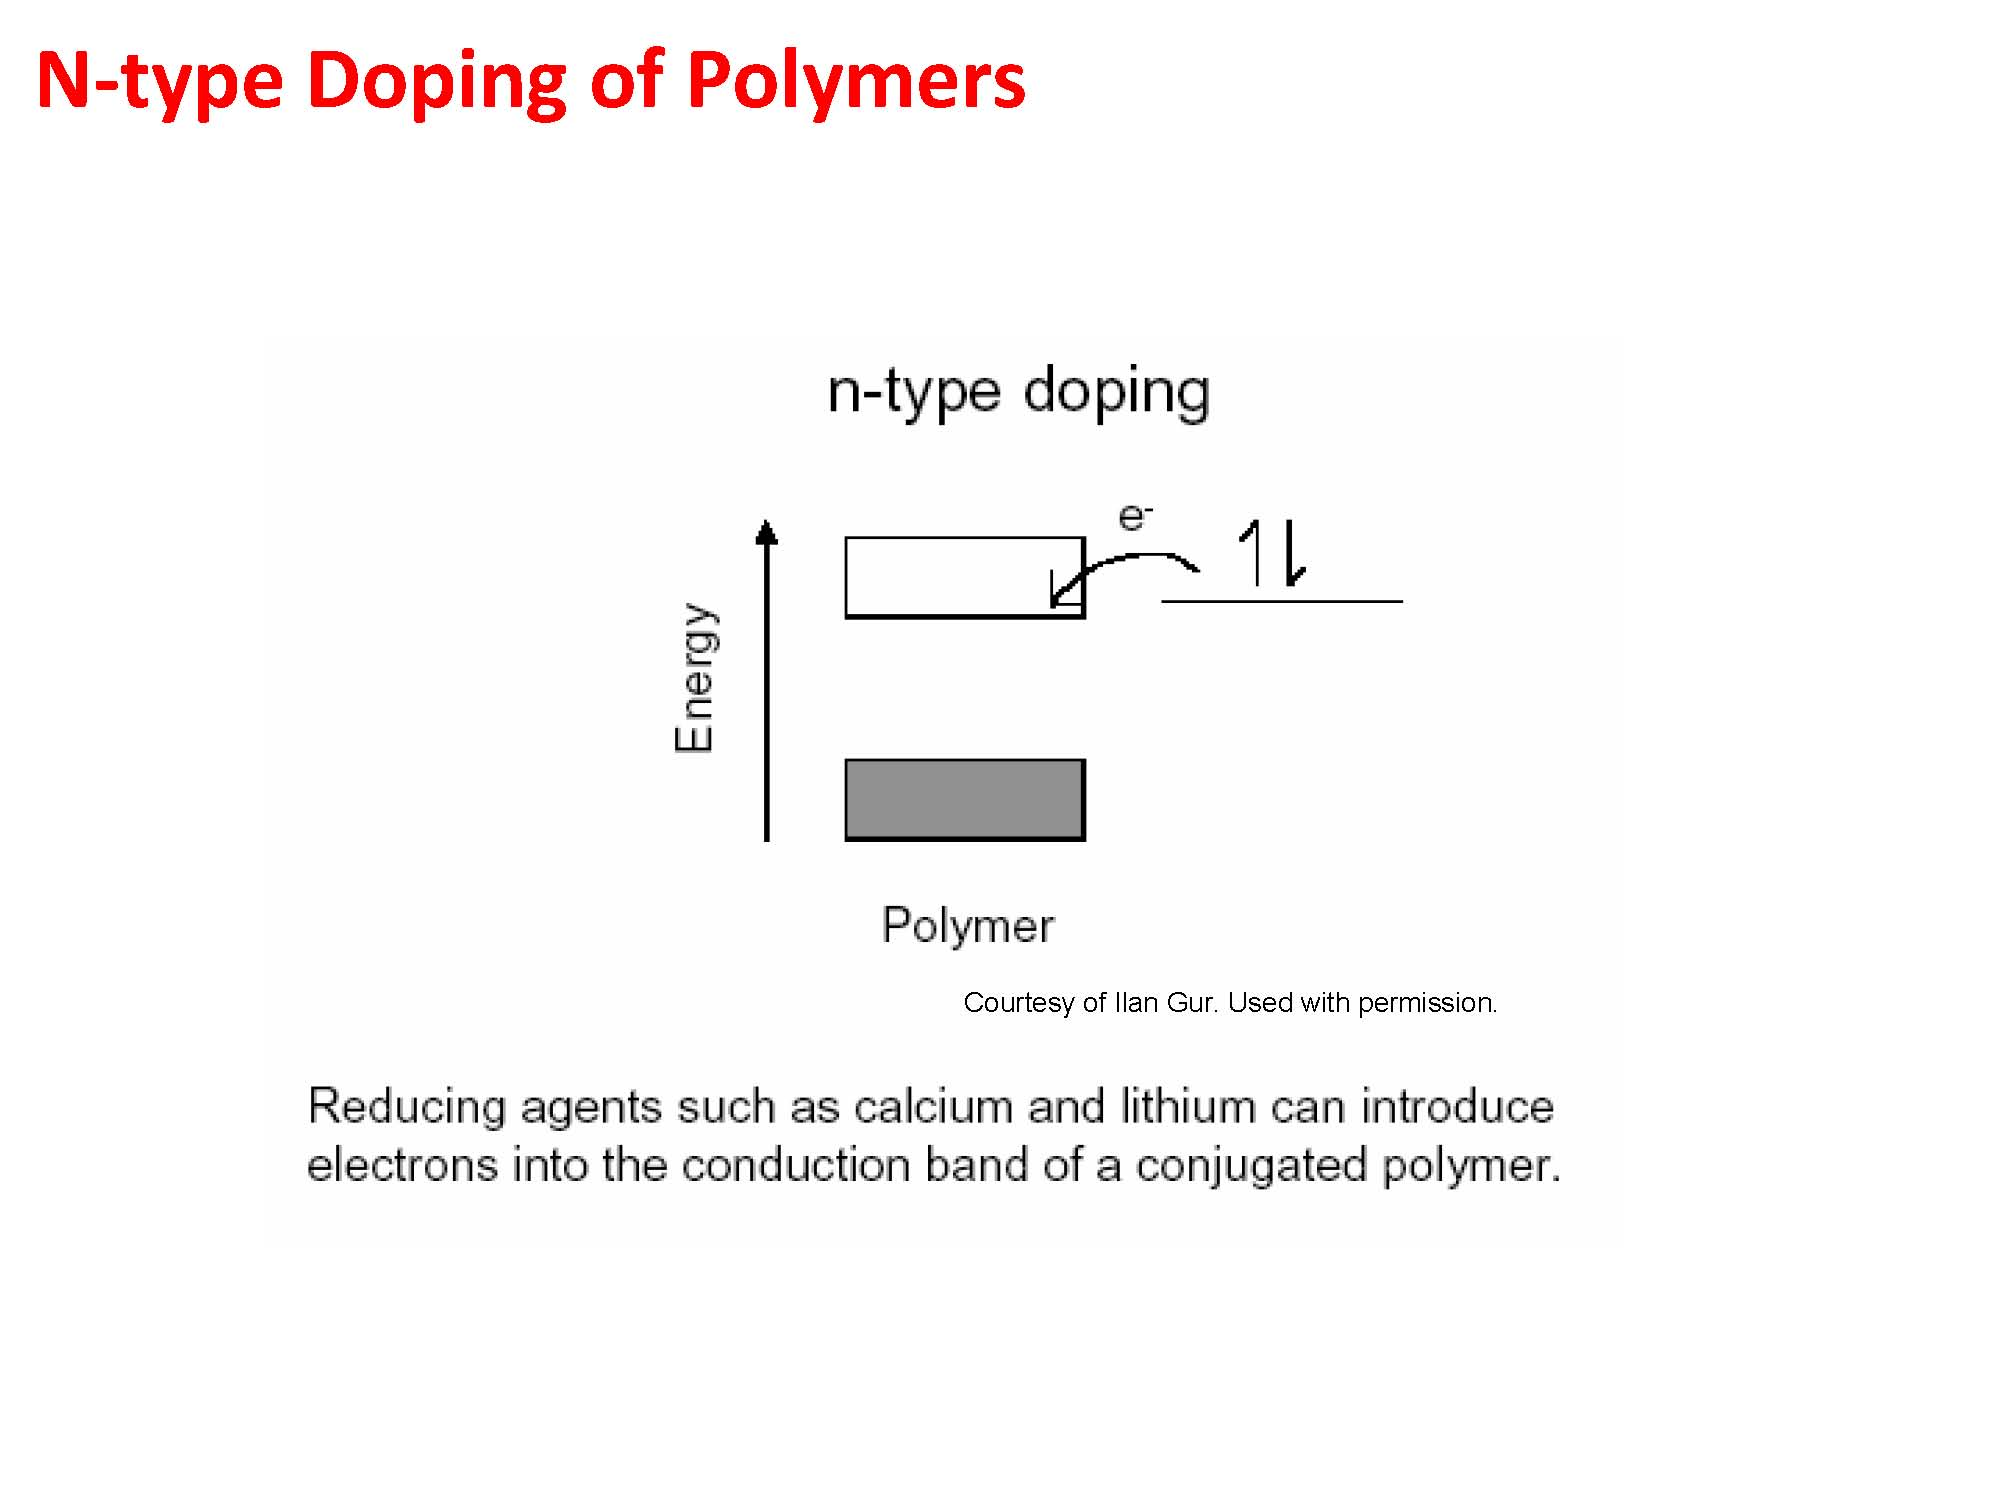 N-type Doping of Polymers
n-type doping
e-
Energy
Polymer
Courtesy of Ilan Gur. Used with permission.
Reducing agents such as calcium and lithium can introduce
electrons into the conduction band of a conjugated polymer.